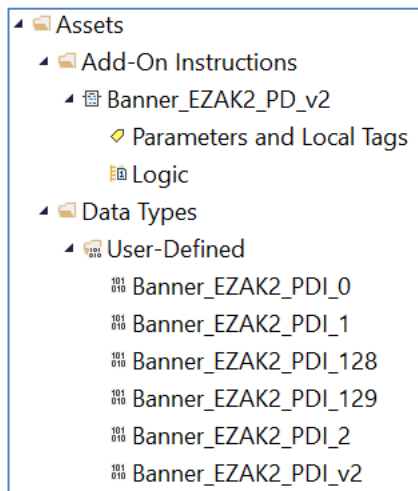 Assets
Add-On Instructions
Banner_EZAK2_PD_v2
Parameters and Local Tags
Logic
Data Types
User-Defined
Banner_EZAK2_PDI_0
Banner_EZAK2_PDI_1
Banner_EZAK2_PDI_128
Banner_EZAK2_PDI_129
Banner_EZAK2_PDI_2
Banner_EZAK2_PDI_v2